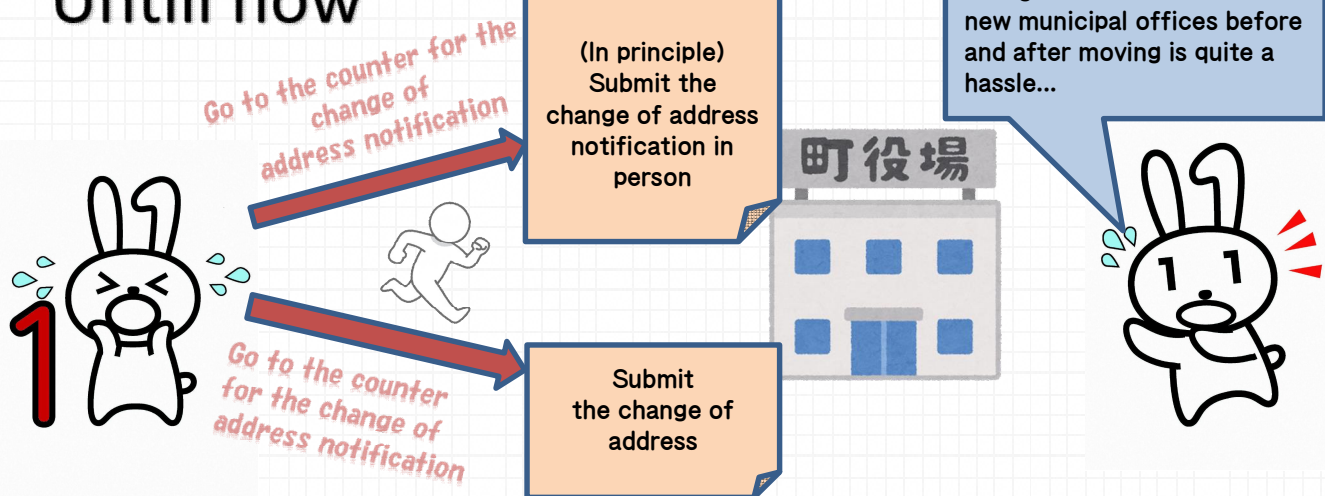 Untill now
Go to the counter for the
change of
address notification
(In principle)
Submit the
change of address
notification in
person
new municipal offices before
and after moving is quite a
hassle...
町役場
Go to the counter
for the change of
address notification
Submit
the change of
address